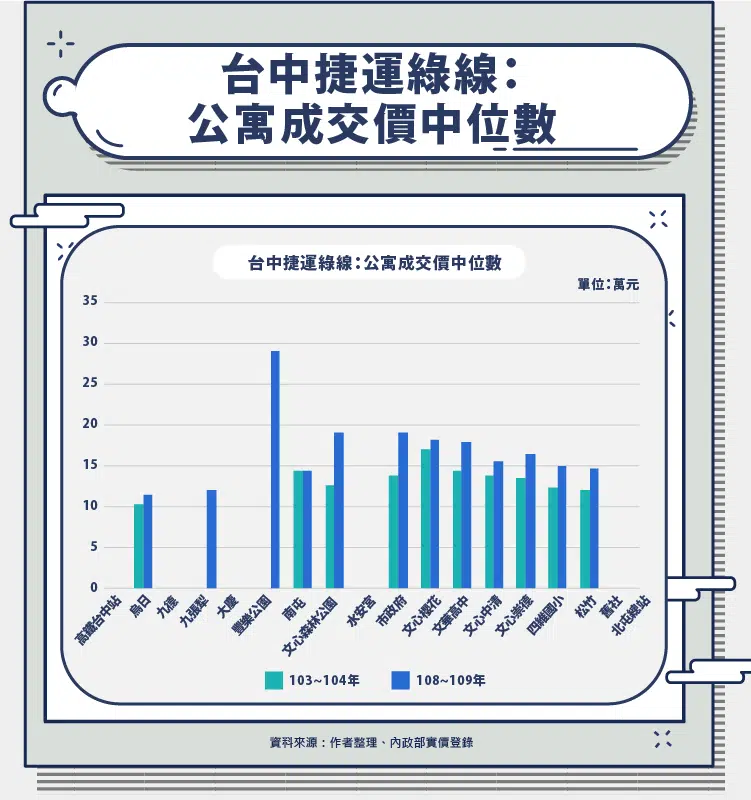 台中捷運綠線：
公寓成交價中位數
台中捷運綠線：公寓成交價中位數
單位：萬元
35
30
25
20
15
10
5
0
高鐵台中站
烏日
九德
九張犁
大慶
豐樂公園
南屯
文心森林公園
水安宮
市政府
文心櫻花
文華高中
文心中清
文心崇德
四維國小
松竹
舊社
北屯總站
103~104年
108~109年
資料來源：作者整理、內政部實價登錄